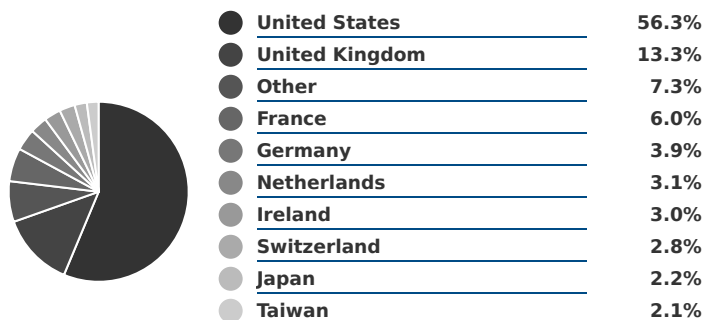 United States 56.3%
United Kingdom 13.3%
Other 7.3%
France 6.0%
Germany 3.9%
Netherlands 3.1%
Ireland 3.0%
Switzerland 2.8%
Japan 2.2%
Taiwan 2.1%